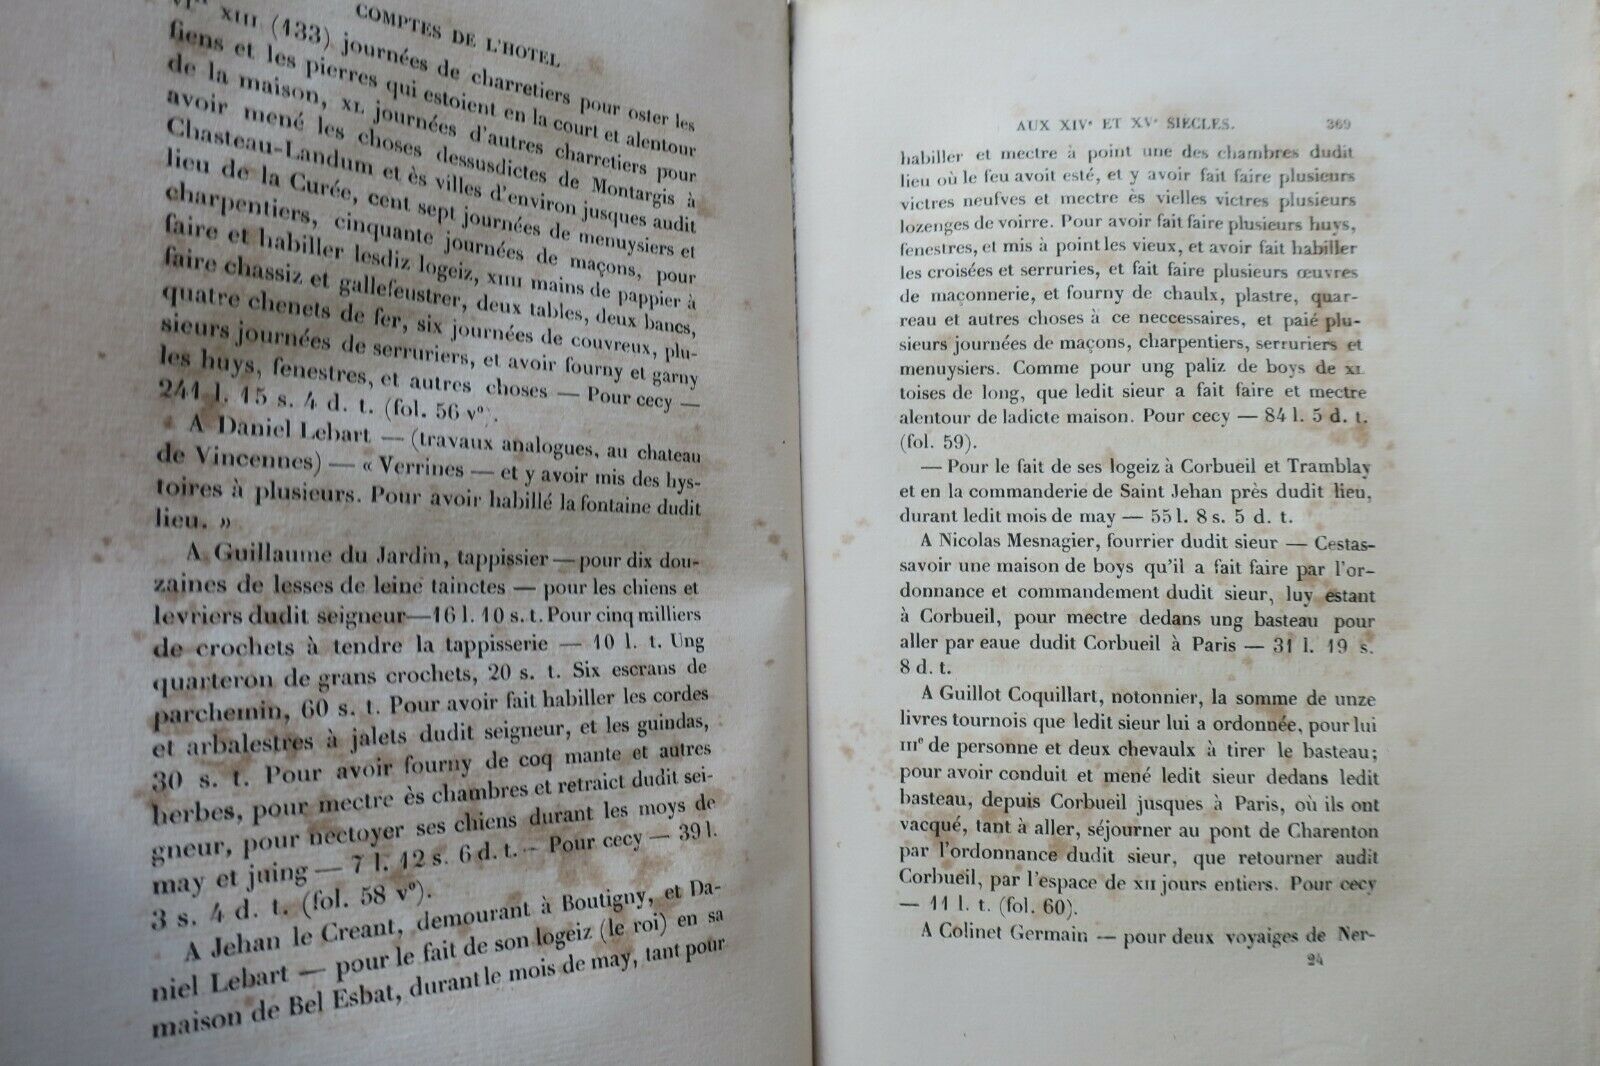 COMPTES DE L'HOTEL
XIII (133) journées de charretiers pour oster les
fiens et les pierres qui estoient en la court et alentour
de la maison, XL journées d'autres charretiers pour
avoir mené les choses dessusdictes de Montargis à
Chasteau-Landum et ès villes d'environ jusques audit
lieu de la Curée, cent sept journées de menuysiers et
charpentiers, cinquante journées de maçons, pour
faire et habiller lesdiz logeiz, XIIII mains de pappier à
faire chassiz et gallefeustrer, deux tables, deux bancs,
quatre chenets de fer, six journées de couvreux, plu-
sieurs journées de serruriers, et avoir fourny et garny
les huys, fenestres, et autres choses — Pour cecy —
241 l. 15 s. 4 d. t. (fol. 56 v°).
A Daniel Lebart — (travaux analogues, au chateau
de Vincennes) — « Verrines — et y avoir mis des hys-
toires à plusieurs. Pour avoir habillé la fontaine dudit
lieu. »
A Guillaume du Jardin, tappissier — pour dix dou-
zaines de lesses de leine tainctes — pour les chiens et
levriers dudit seigneur — 16 l. 10 s. t. Pour cinq milliers
de crochets à tendre la tappisserie — 10 l. t. Ung
quarteron de grans crochets, 20 s. t. Six escrans de
parchemin, 60 s. t. Pour avoir fait habiller les cordes
et arbalestres à jalets dudit seigneur, et les guindas,
30 s. t. Pour avoir fourny de coq mante et autres
herbes, pour mectre ès chambres et retraict dudit sei-
gneur, pour nectoyer ses chiens durant les moys de
may et juing — 7 l. 12 s. 6 d. t. — Pour cecy — 39 l.
3 s. 4 d. t. (fol. 58 v°).
A Jehan le Creant, demourant à Boutigny, et Da-
niel Lebart — pour le fait de son logeiz (le roi) en sa
maison de Bel Esbat, durant le mois de may, tant pour
AUX XIVᵉ ET XVᵉ SIECLES. 369
habiller et mectre à point une des chambres dudit
lieu où le feu avoit esté, et y avoir fait faire plusieurs
victres neufves et mectre ès vielles victres plusieurs
lozenges de voirre. Pour avoir fait faire plusieurs huys,
fenestres, et mis à point les vieux, et avoir fait habiller
les croisées et serruries, et fait faire plusieurs œuvres
de maçonnerie, et fourny de chaulx, plastre, quar-
reau et autres choses à ce neccessaires, et paié plu-
sieurs journées de maçons, charpentiers, serruriers et
menuysiers. Comme pour ung paliz de boys de XL
toises de long, que ledit sieur a fait faire et mectre
alentour de ladicte maison. Pour cecy — 84 l. 5 d. t.
(fol. 59).
— Pour le fait de ses logeiz à Corbueil et Tramblay
et en la commanderie de Saint Jehan près dudit lieu,
durant ledit mois de may — 55 l. 8 s. 5 d. t.
A Nicolas Mesnagier, fourrier dudit sieur — Cestas-
savoir une maison de boys qu'il a fait faire par l'or-
donnance et commandement dudit sieur, luy estant
à Corbueil, pour mectre dedans ung basteau pour
aller par eaue dudit Corbueil à Paris — 31 l. 19 s.
8 d. t.
A Guillot Coquillart, notonnier, la somme de unze
livres tournois que ledit sieur lui a ordonnée, pour lui
IIIᵉ de personne et deux chevaulx à tirer le basteau;
pour avoir conduit et mené ledit sieur dedans ledit
basteau, depuis Corbueil jusques à Paris, où ils ont
vacqué, tant à aller, séjourner au pont de Charenton
par l'ordonnance dudit sieur, que retourner audit
Corbueil, par l'espace de XII jours entiers. Pour cecy
— 11 l. t. (fol. 60).
A Colinet Germain — pour deux voyaiges de Ner-
24